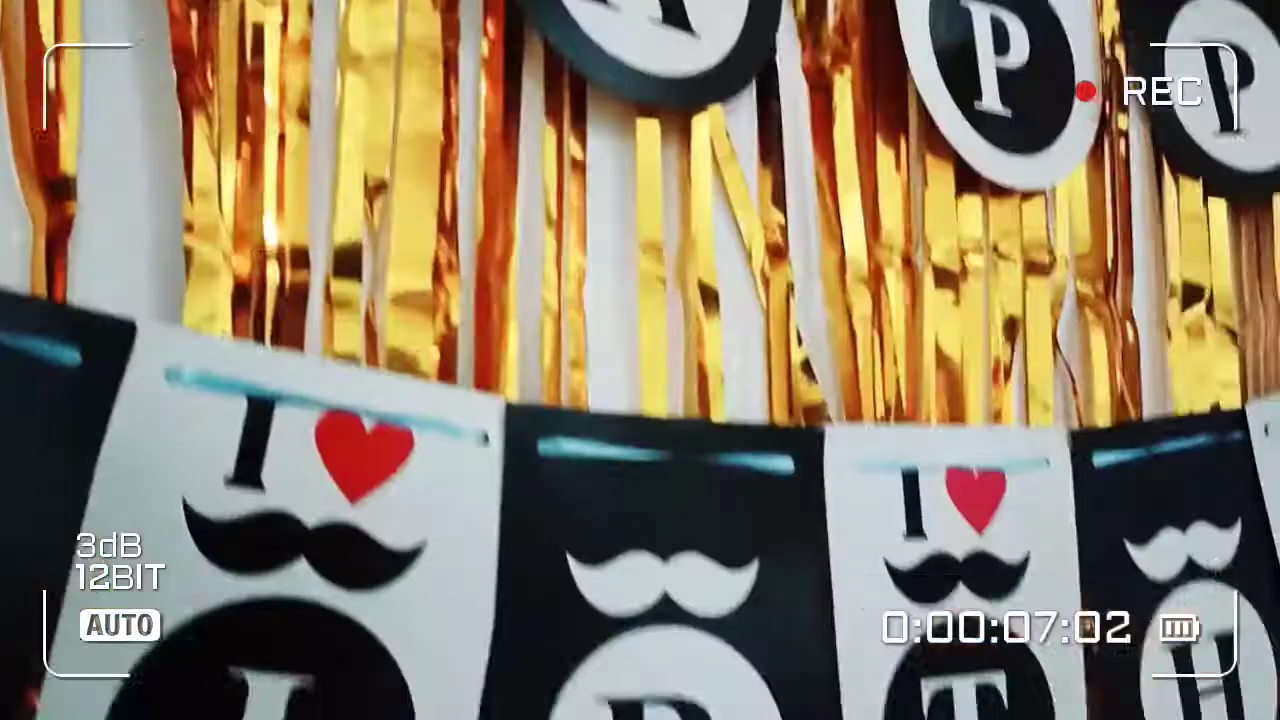 A P P
REC
I ❤ I ❤
3dB
12BIT
AUTO
I R T H
0:00:07:02